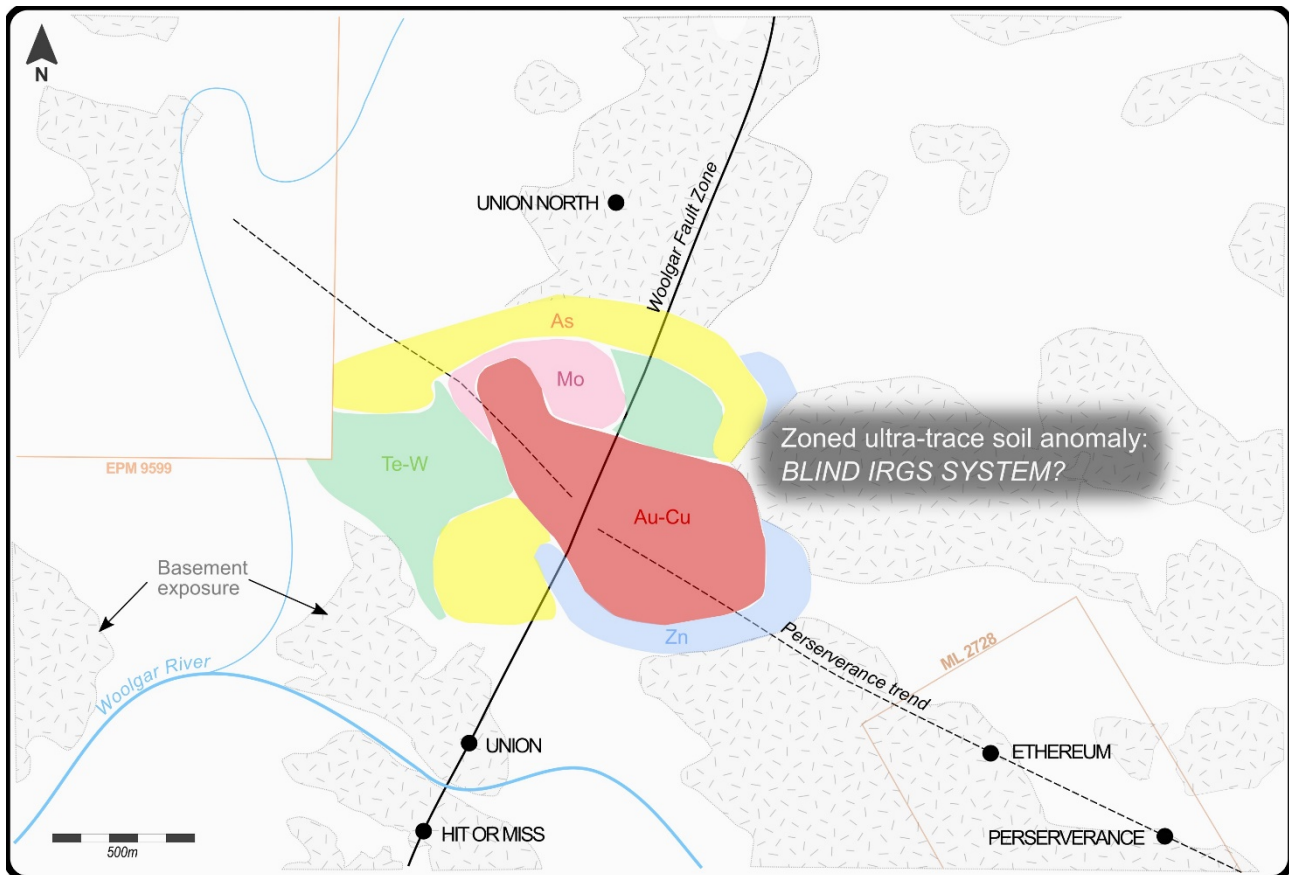 N
UNION NORTH
Woolgar Fault Zone
As
Mo
Zoned ultra-trace soil anomaly:
BLIND IRGS SYSTEM?
EPM 9599
Te-W
Au-Cu
Basement
exposure
Zn
Woolgar River
Perserverance trend
ML 2728
UNION
ETHEREUM
HIT OR MISS
PERSERVERANCE
500m